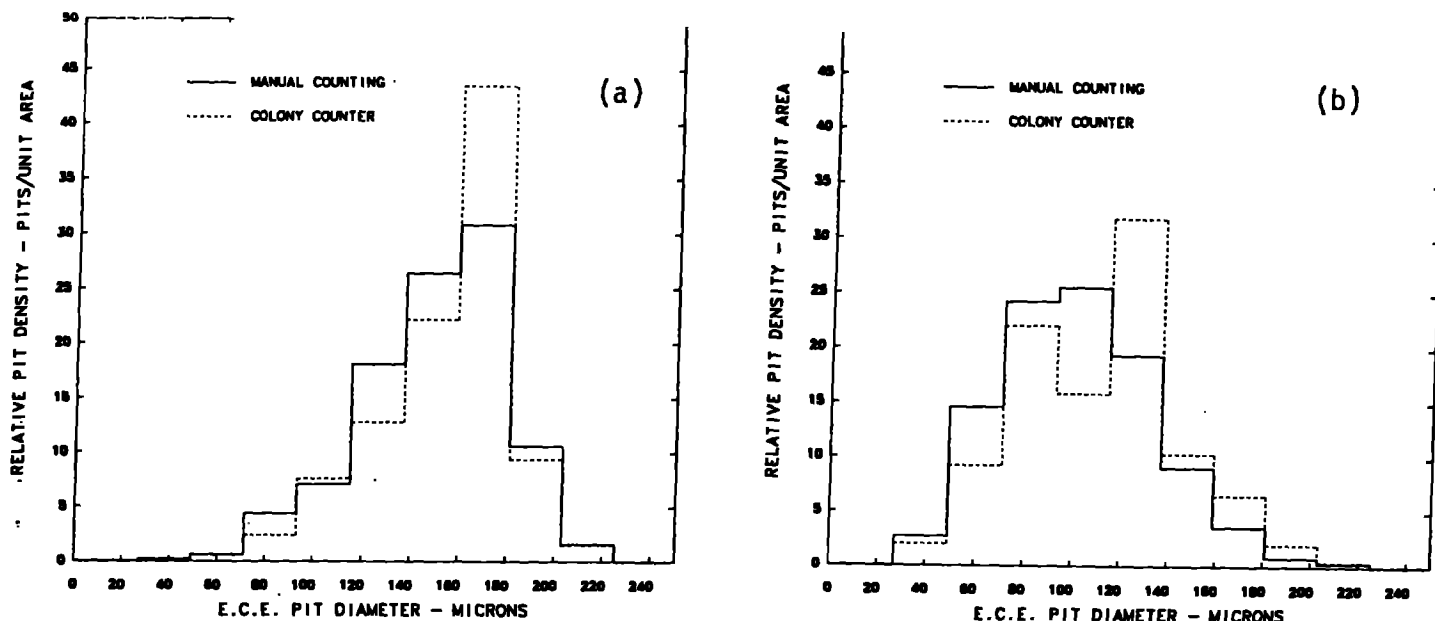 50
45
40
35
30
25
20
15
10
5
0
RELATIVE PIT DENSITY - PITS/UNIT AREA
MANUAL COUNTING
COLONY COUNTER
(a)
0 20 40 60 80 100 120 140 160 180 200 220 240
E.C.E. PIT DIAMETER - MICRONS
45
40
35
30
25
20
15
10
5
0
RELATIVE PIT DENSITY - PITS/UNIT AREA
MANUAL COUNTING
COLONY COUNTER
(b)
0 20 40 60 80 100 120 140 160 180 200 220 240
E.C.E. PIT DIAMETER - MICRONS